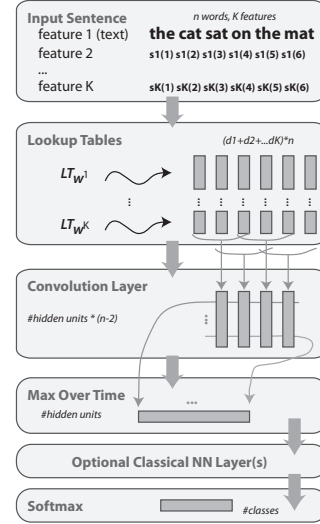 Input Sentence
n words, K features
feature 1 (text) the cat sat on the mat
feature 2 s1(1) s1(2) s1(3) s1(4) s1(5) s1(6)
...
feature K sK(1) sK(2) sK(3) sK(4) sK(5) sK(6)
Lookup Tables
(d1+d2+...dK)*n
LTw1
...
LTwK
Convolution Layer
#hidden units * (n-2)
...
Max Over Time
...
#hidden units
Optional Classical NN Layer(s)
Softmax
#classes